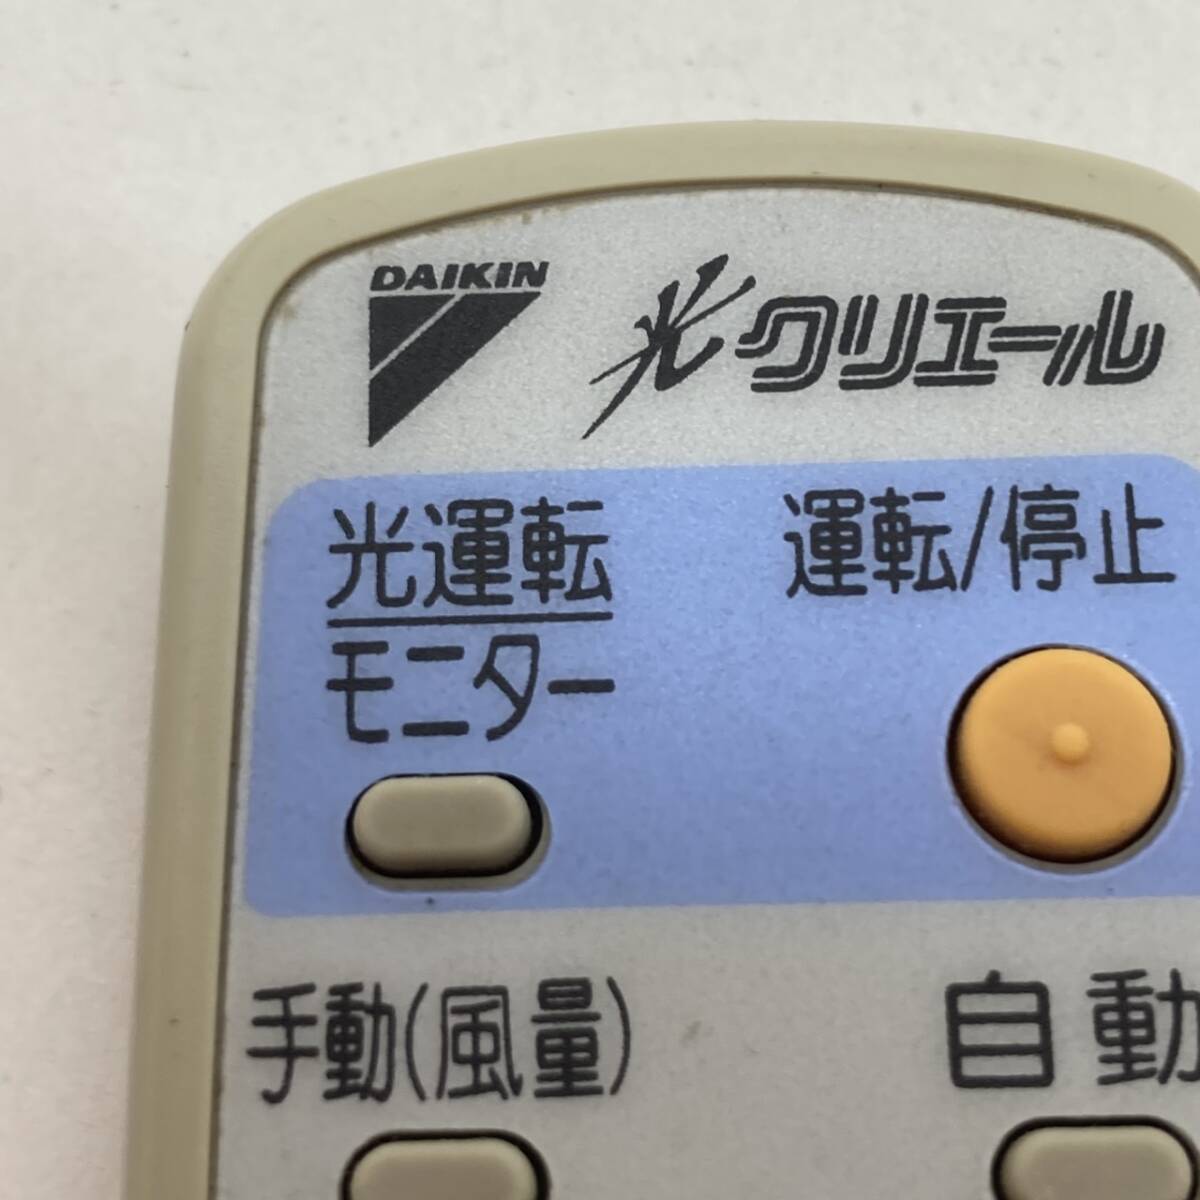 DAIKIN
光クリエール
光運転
モニター
運転/停止
手動(風量)
自動